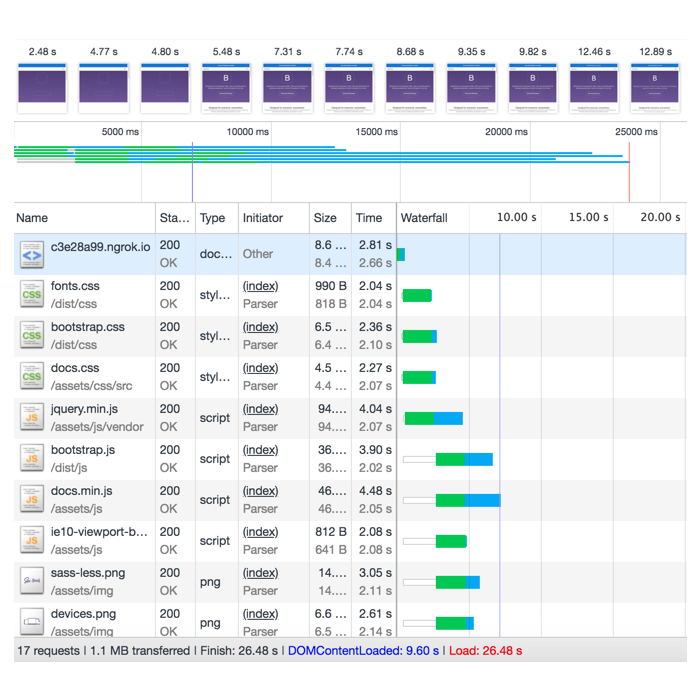 2.48 s 4.77 s 4.80 s 5.48 s 7.31 s 7.74 s 8.68 s 9.35 s 9.82 s 12.46 s 12.89 s
B B B B B B B B
5000 ms 10000 ms 15000 ms 20000 ms 25000 ms
Name Sta... Type Initiator Size Time Waterfall 10.00 s 15.00 s 20.00 s
c3e28a99.ngrok.io 200 doc... Other 8.6 ... 2.81 s
OK 8.4 ... 2.66 s
fonts.css 200 styl... (index) 990 B 2.04 s
/dist/css OK Parser 818 B 2.04 s
bootstrap.css 200 styl... (index) 6.5 ... 2.36 s
/dist/css OK Parser 6.4 ... 2.10 s
docs.css 200 styl... (index) 4.5 ... 2.27 s
/assets/css/src OK Parser 4.4 ... 2.07 s
jquery.min.js 200 script (index) 94.... 4.04 s
/assets/js/vendor OK Parser 94.... 2.07 s
bootstrap.js 200 script (index) 36.... 3.90 s
/dist/js OK Parser 36.... 2.02 s
docs.min.js 200 script (index) 46.... 4.48 s
/assets/js OK Parser 46.... 2.05 s
ie10-viewport-b... 200 script (index) 812 B 2.08 s
/assets/js OK Parser 641 B 2.08 s
sass-less.png 200 png (index) 14.... 3.05 s
/assets/img OK Parser 14.... 2.11 s
devices.png 200 png (index) 6.6 ... 2.61 s
/assets/img OK Parser 6.5 ... 2.14 s
CSS CSS CSS JS JS JS JS
17 requests | 1.1 MB transferred | Finish: 26.48 s | DOMContentLoaded: 9.60 s | Load: 26.48 s